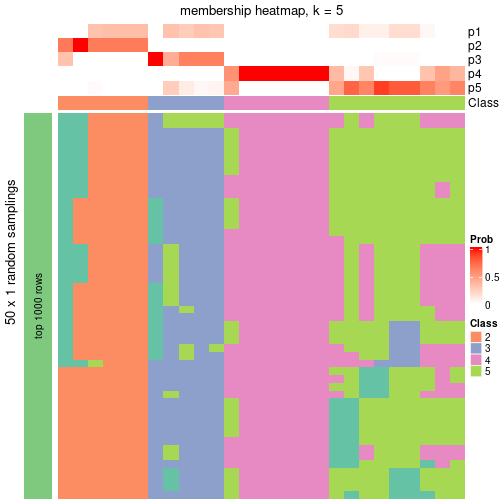 membership heatmap, k = 5
p1
p2
p3
p4
p5
Class
50 x 1 random samplings
top 1000 rows
Prob
1
0.5
0
Class
2
3
4
5